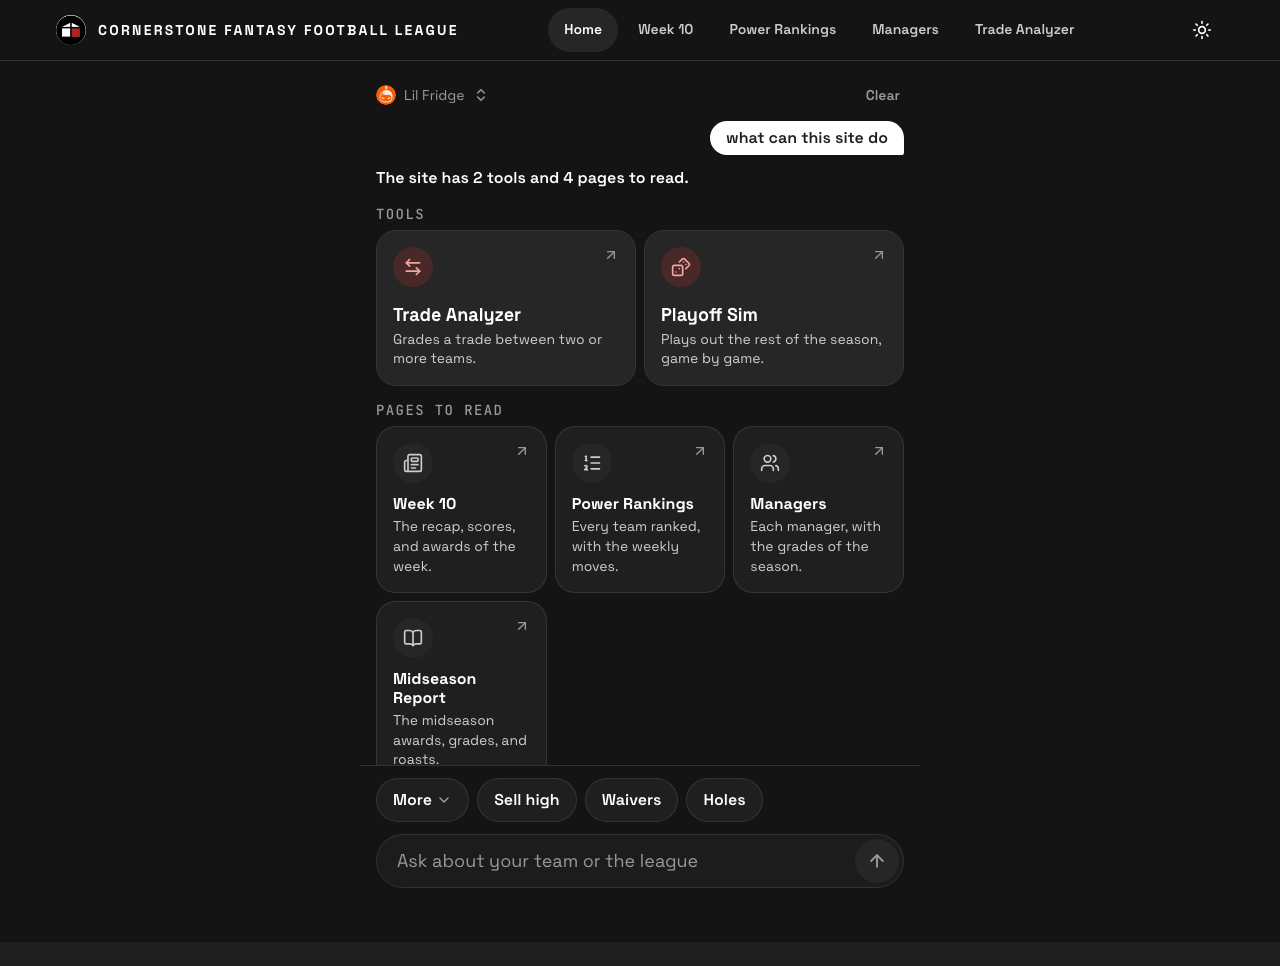 CORNERSTONE FANTASY FOOTBALL LEAGUE
Home
Week 10
Power Rankings
Managers
Trade Analyzer
Lil Fridge
Clear
what can this site do
The site has 2 tools and 4 pages to read.
TOOLS
Trade Analyzer
Grades a trade between two or
more teams.
Playoff Sim
Plays out the rest of the season,
game by game.
PAGES TO READ
Week 10
The recap, scores,
and awards of the
week.
Power Rankings
Every team ranked,
with the weekly
moves.
Managers
Each manager, with
the grades of the
season.
Midseason
Report
The midseason
awards, grades, and
roasts.
More
Sell high
Waivers
Holes
Ask about your team or the league